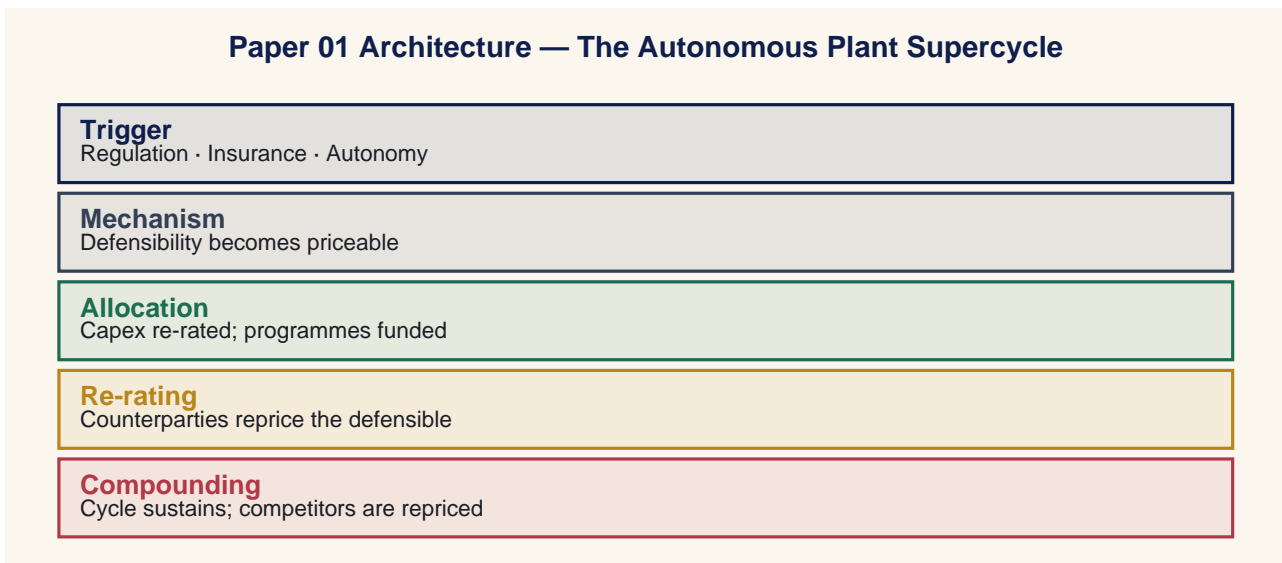 Paper 01 Architecture — The Autonomous Plant Supercycle
Trigger
Regulation · Insurance · Autonomy
Mechanism
Defensibility becomes priceable
Allocation
Capex re-rated; programmes funded
Re-rating
Counterparties reprice the defensible
Compounding
Cycle sustains; competitors are repriced